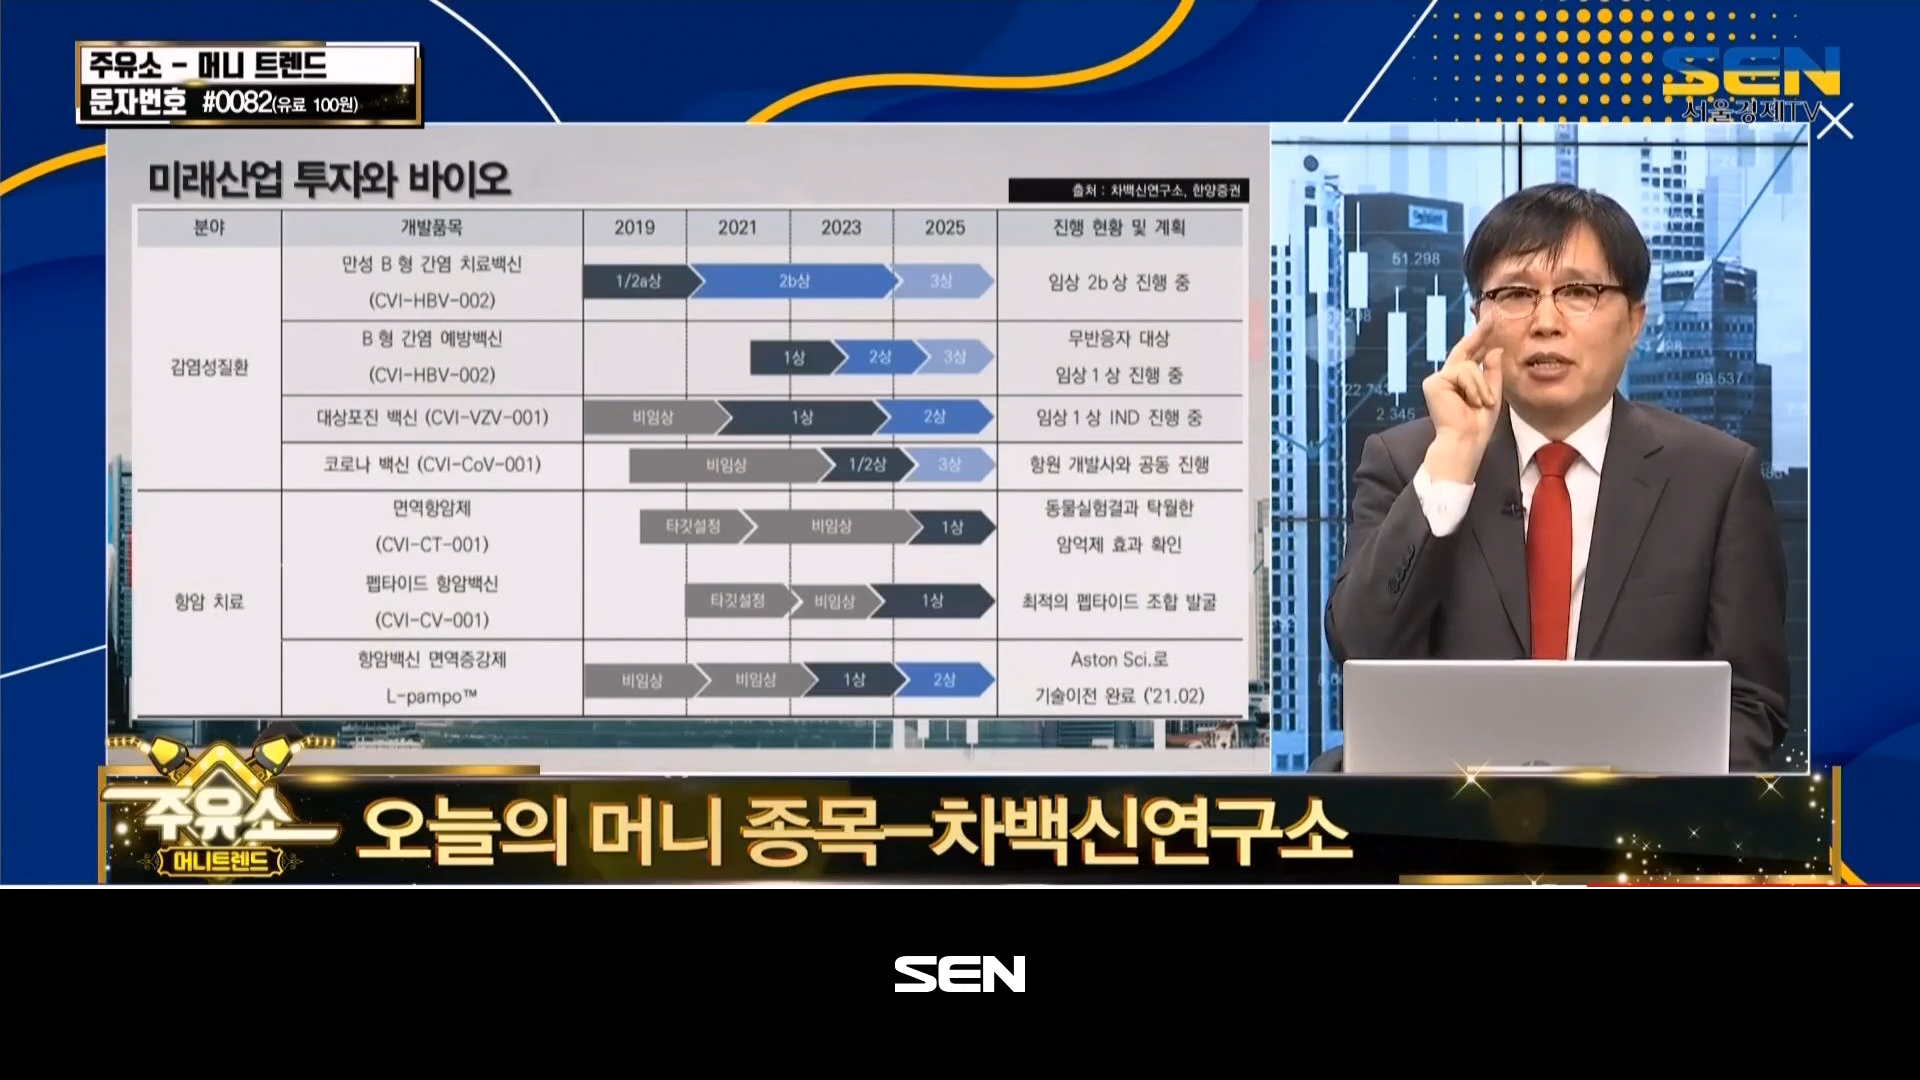 주유소 - 머니 트렌드
문자번호 #0082(유료 100원)
SEN
서울경제TV
미래산업 투자와 바이오
출처 : 차백신연구소, 한양증권
분야 개발품목 2019 2021 2023 2025 진행 현황 및 계획
감염성질환
만성 B 형 간염 치료백신
(CVI-HBV-002)
1/2a상 2b상 3상
임상 2b 상 진행 중
B 형 간염 예방백신
(CVI-HBV-002)
1상 2상 3상
무반응자 대상
임상 1 상 진행 중
대상포진 백신 (CVI-VZV-001) 비임상 1상 2상 임상 1 상 IND 진행 중
코로나 백신 (CVI-CoV-001) 비임상 1/2상 3상 항원 개발사와 공동 진행
항암 치료
면역항암제
(CVI-CT-001)
타깃설정 비임상 1상
동물실험결과 탁월한
암억제 효과 확인
펩타이드 항암백신
(CVI-CV-001)
타깃설정 비임상 1상
최적의 펩타이드 조합 발굴
항암백신 면역증강제
L-pampo™
비임상 비임상 1상 2상
Aston Sci.로
기술이전 완료 ('21.02)
51.298
22.743
2.345
99.537
주유소
머니트렌드
오늘의 머니 종목-차백신연구소
SEN